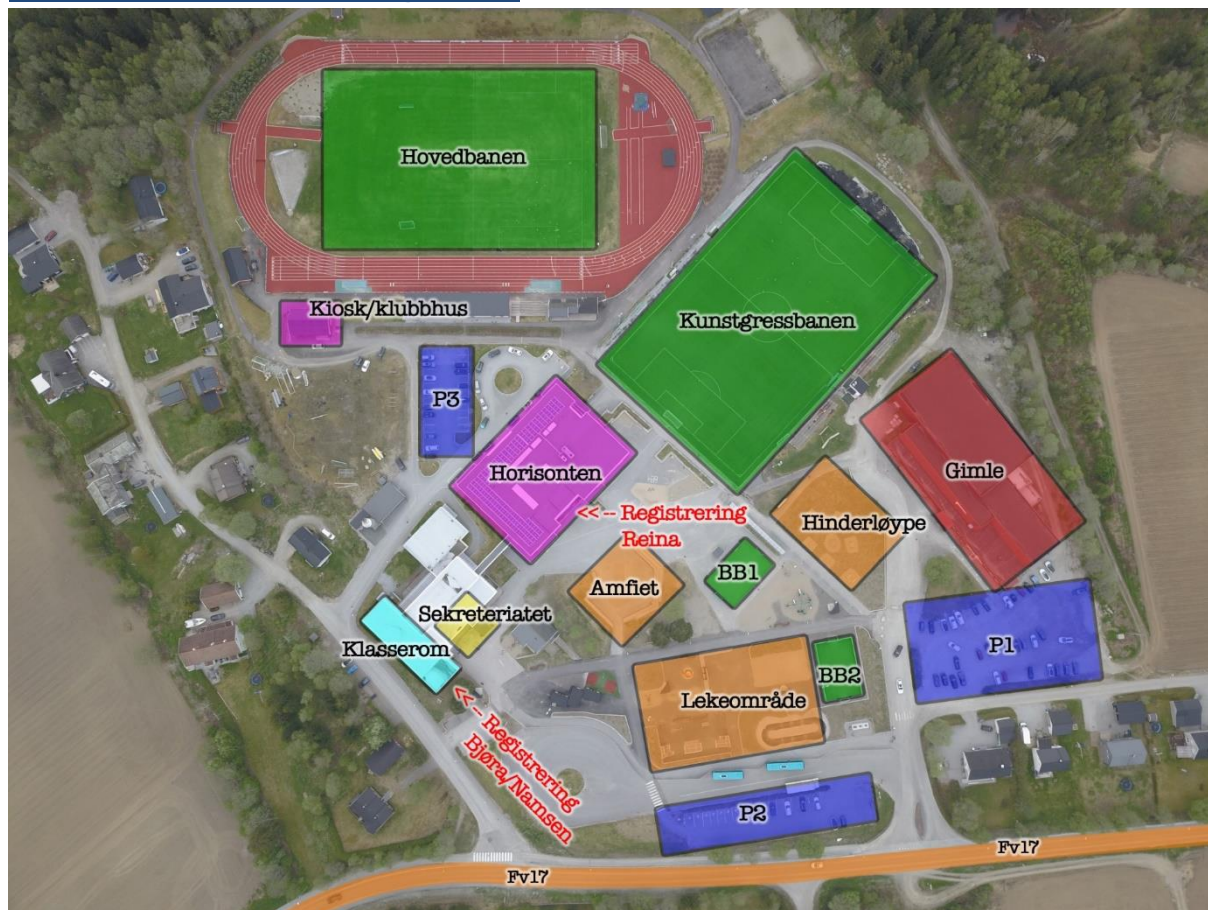 Hovedbanen
Kiosk/klubbhus
Kunstgressbanen
P3
Horisonten
Gimle
<<-- Registrering
Reina
Hinderløype
BB1
Amfiet
Sekreteriatet
Klasserom
P1
BB2
Lekeområde
<<-- Registrering
Bjøra/Namsen
P2
Fv17
Fv17